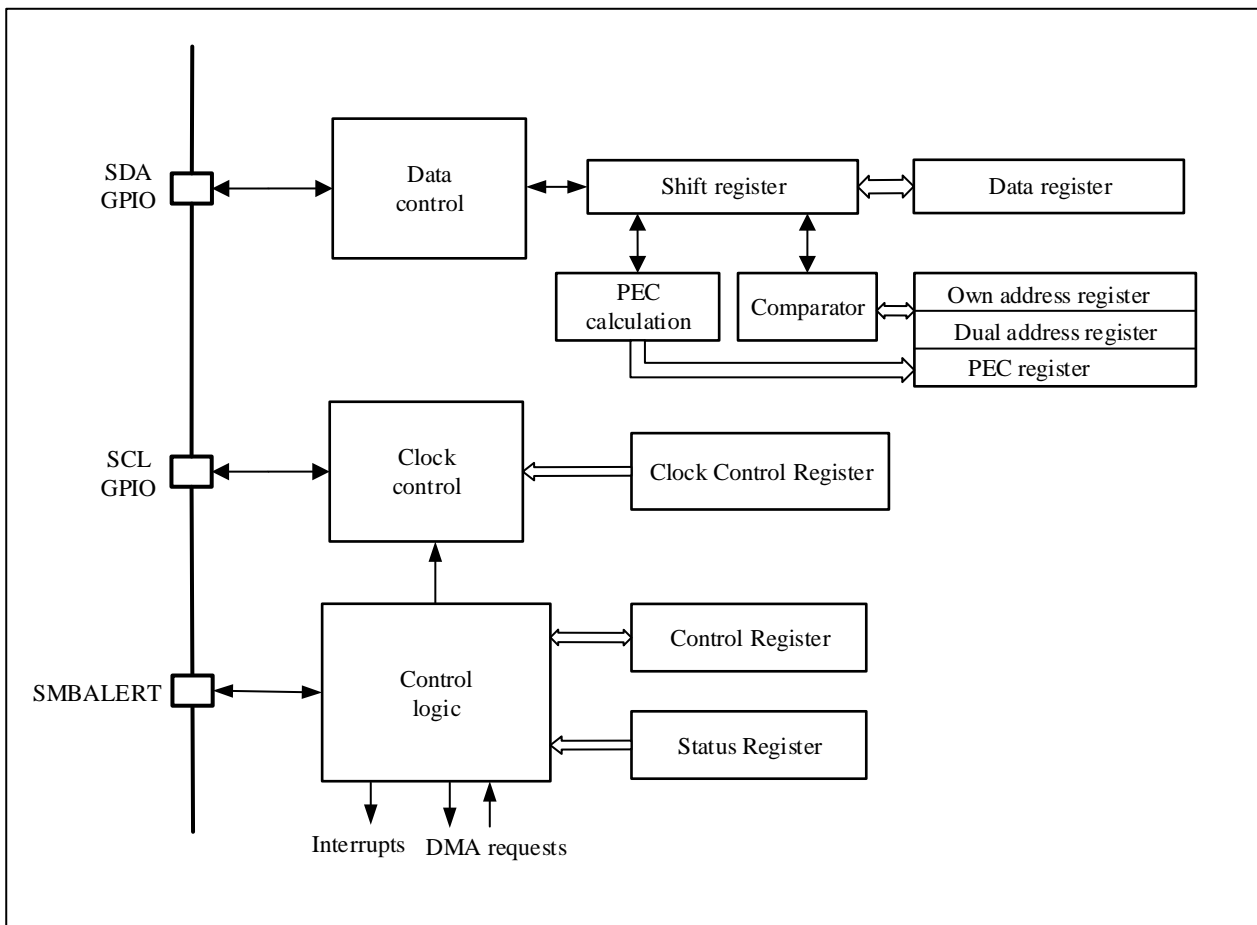 SDA
GPIO
Data
control
Shift register
Data register
PEC
calculation
Comparator
Own address register
Dual address register
PEC register
SCL
GPIO
Clock
control
Clock Control Register
SMBALERT
Control
logic
Control Register
Status Register
Interrupts
DMA requests